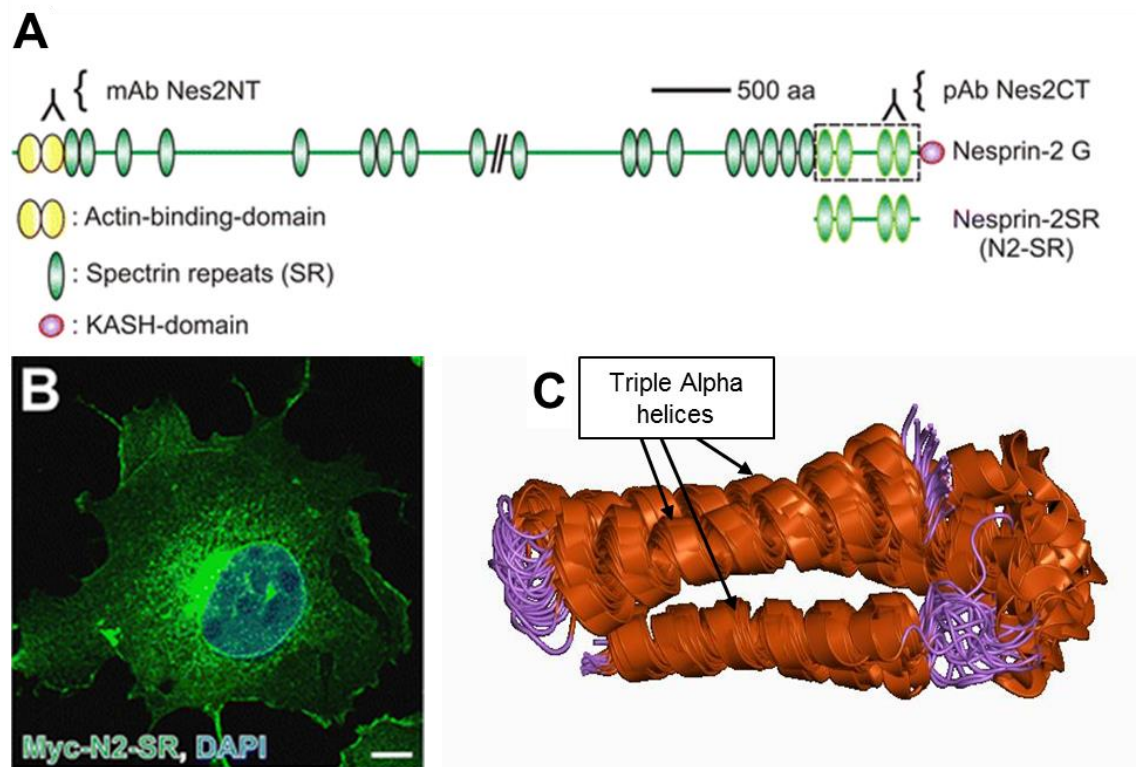 A
mAb Nes2NT
500 aa
pAb Nes2CT
Nesprin-2 G
: Actin-binding-domain
Nesprin-2SR
(N2-SR)
: Spectrin repeats (SR)
: KASH-domain
B
Myc-N2-SR, DAPI
C
Triple Alpha
helices